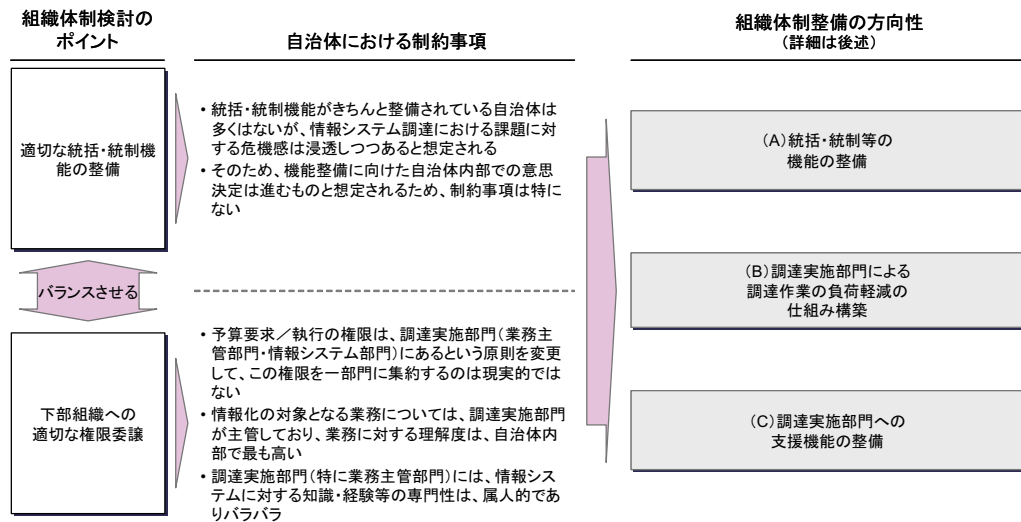 組織体制検討の
ポイント
自治体における制約事項
組織体制整備の方向性
(詳細は後述)
適切な統括・統制機
能の整備
・統括・統制機能がきちんと整備されている自治体は
多くはないが、情報システム調達における課題に対
する危機感は浸透しつつあると想定される
・そのため、機能整備に向けた自治体内部での意思
決定は進むものと想定されるため、制約事項は特に
ない
(A)統括・統制等の
機能の整備
バランスさせる
(B)調達実施部門による
調達作業の負荷軽減の
仕組み構築
下部組織への
適切な権限委譲
・予算要求/執行の権限は、調達実施部門(業務主
管部門・情報システム部門)にあるという原則を変更
して、この権限を一部門に集約するのは現実的では
ない
・情報化の対象となる業務については、調達実施部門
が主管しており、業務に対する理解度は、自治体内
部で最も高い
・調達実施部門(特に業務主管部門)には、情報シス
テムに対する知識・経験等の専門性は、属人的であ
りバラバラ
(C)調達実施部門への
支援機能の整備